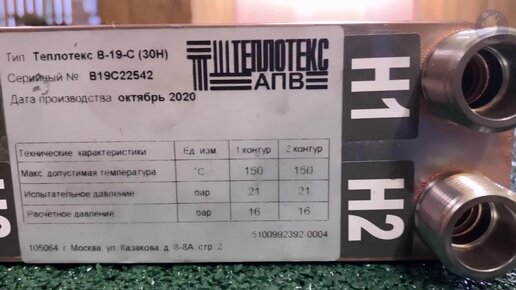 Тип Теплотекс В-19-С (30Н)
Серийный № В19С22542
Дата производства октябрь 2020
ТЕПЛОТЕКС
АПВ
Технические характеристики Ед. изм. 1 контур 2 контур
Макс допустимая температура °С 150 150
Испытательное давление бар 21 21
Расчётное давление бар 16 16
5100992392-0004
105064 г Москва ул Казакова д 8-8А стр 2
H1
H2